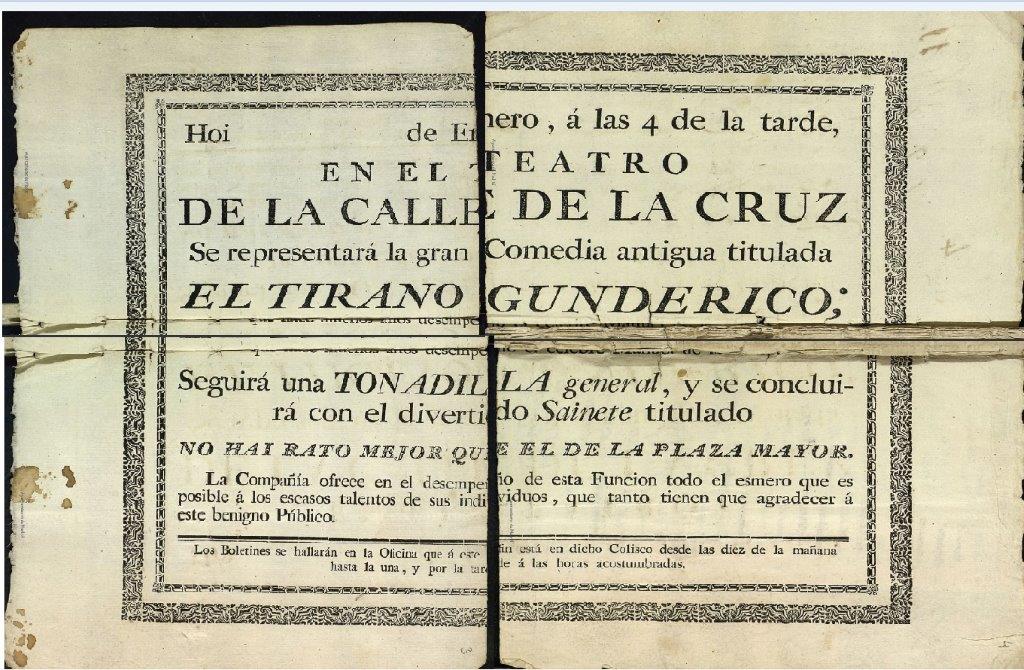 Hoi de Enero, á las 4 de la tarde,
EN EL TEATRO
DE LA CALLE DE LA CRUZ
Se representará la gran Comedia antigua titulada
EL TIRANO GUNDERICO;
que hace muchos años desempe
Seguirá una TONADILLA general, y se conclui-
rá con el divertido Sainete titulado
NO HAI RATO MEJOR QUE EL DE LA PLAZA MAYOR.
La Compañía ofrece en el desempeño de esta Funcion todo el esmero que es
posible á los escasos talentos de sus individuos, que tanto tienen que agradecer á
este benigno Público.
Los Boletines se hallarán en la Oficina que á este fin está en dicho Coliseo desde las diez de la mañana
hasta la una, y por la tarde á las horas acostumbradas.